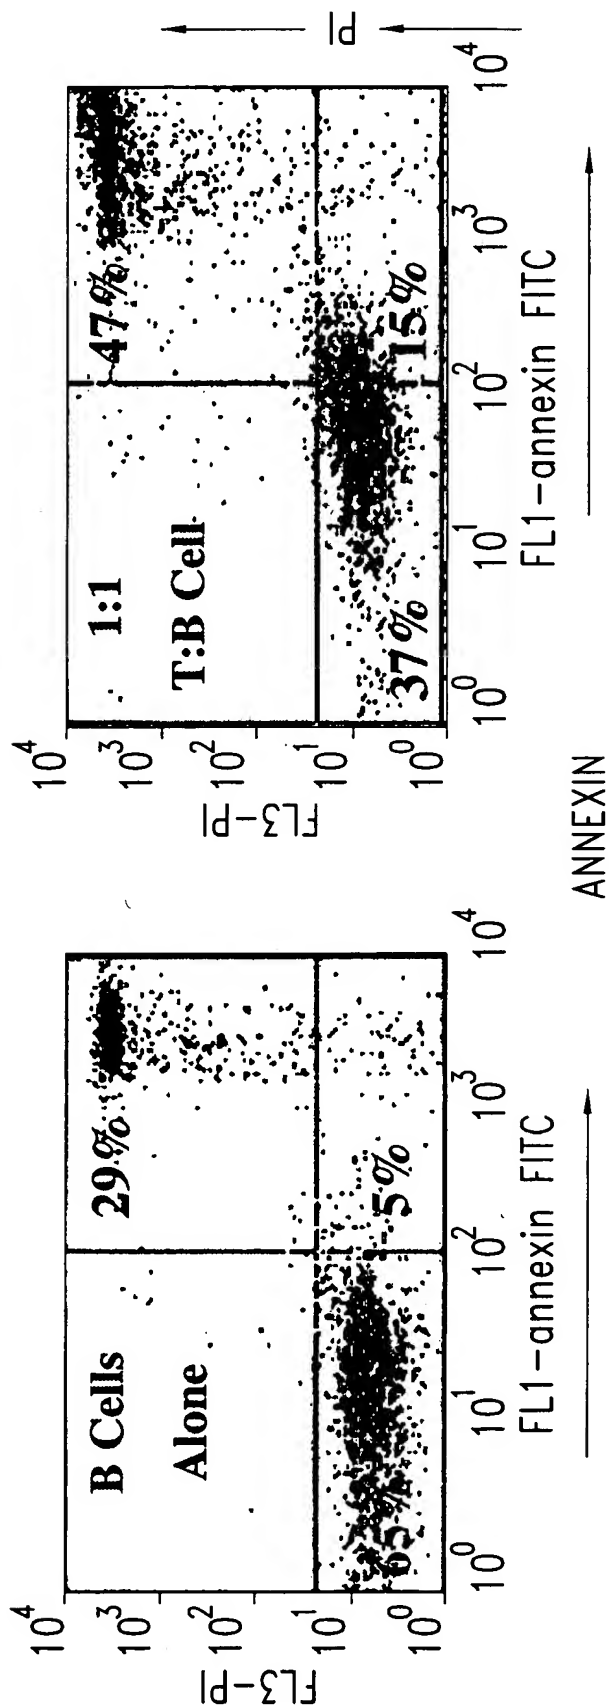 B Cells
Alone
29%
65%
5%
FL3-PI
10^4
10^3
10^2
10^1
10^0
10^0 10^1 10^2 10^3 10^4
FL1-annexin FITC
1:1
T:B Cell
47%
37%
15%
FL3-PI
10^4
10^3
10^2
10^1
10^0
10^0 10^1 10^2 10^3 10^4
FL1-annexin FITC
PI
ANNEXIN